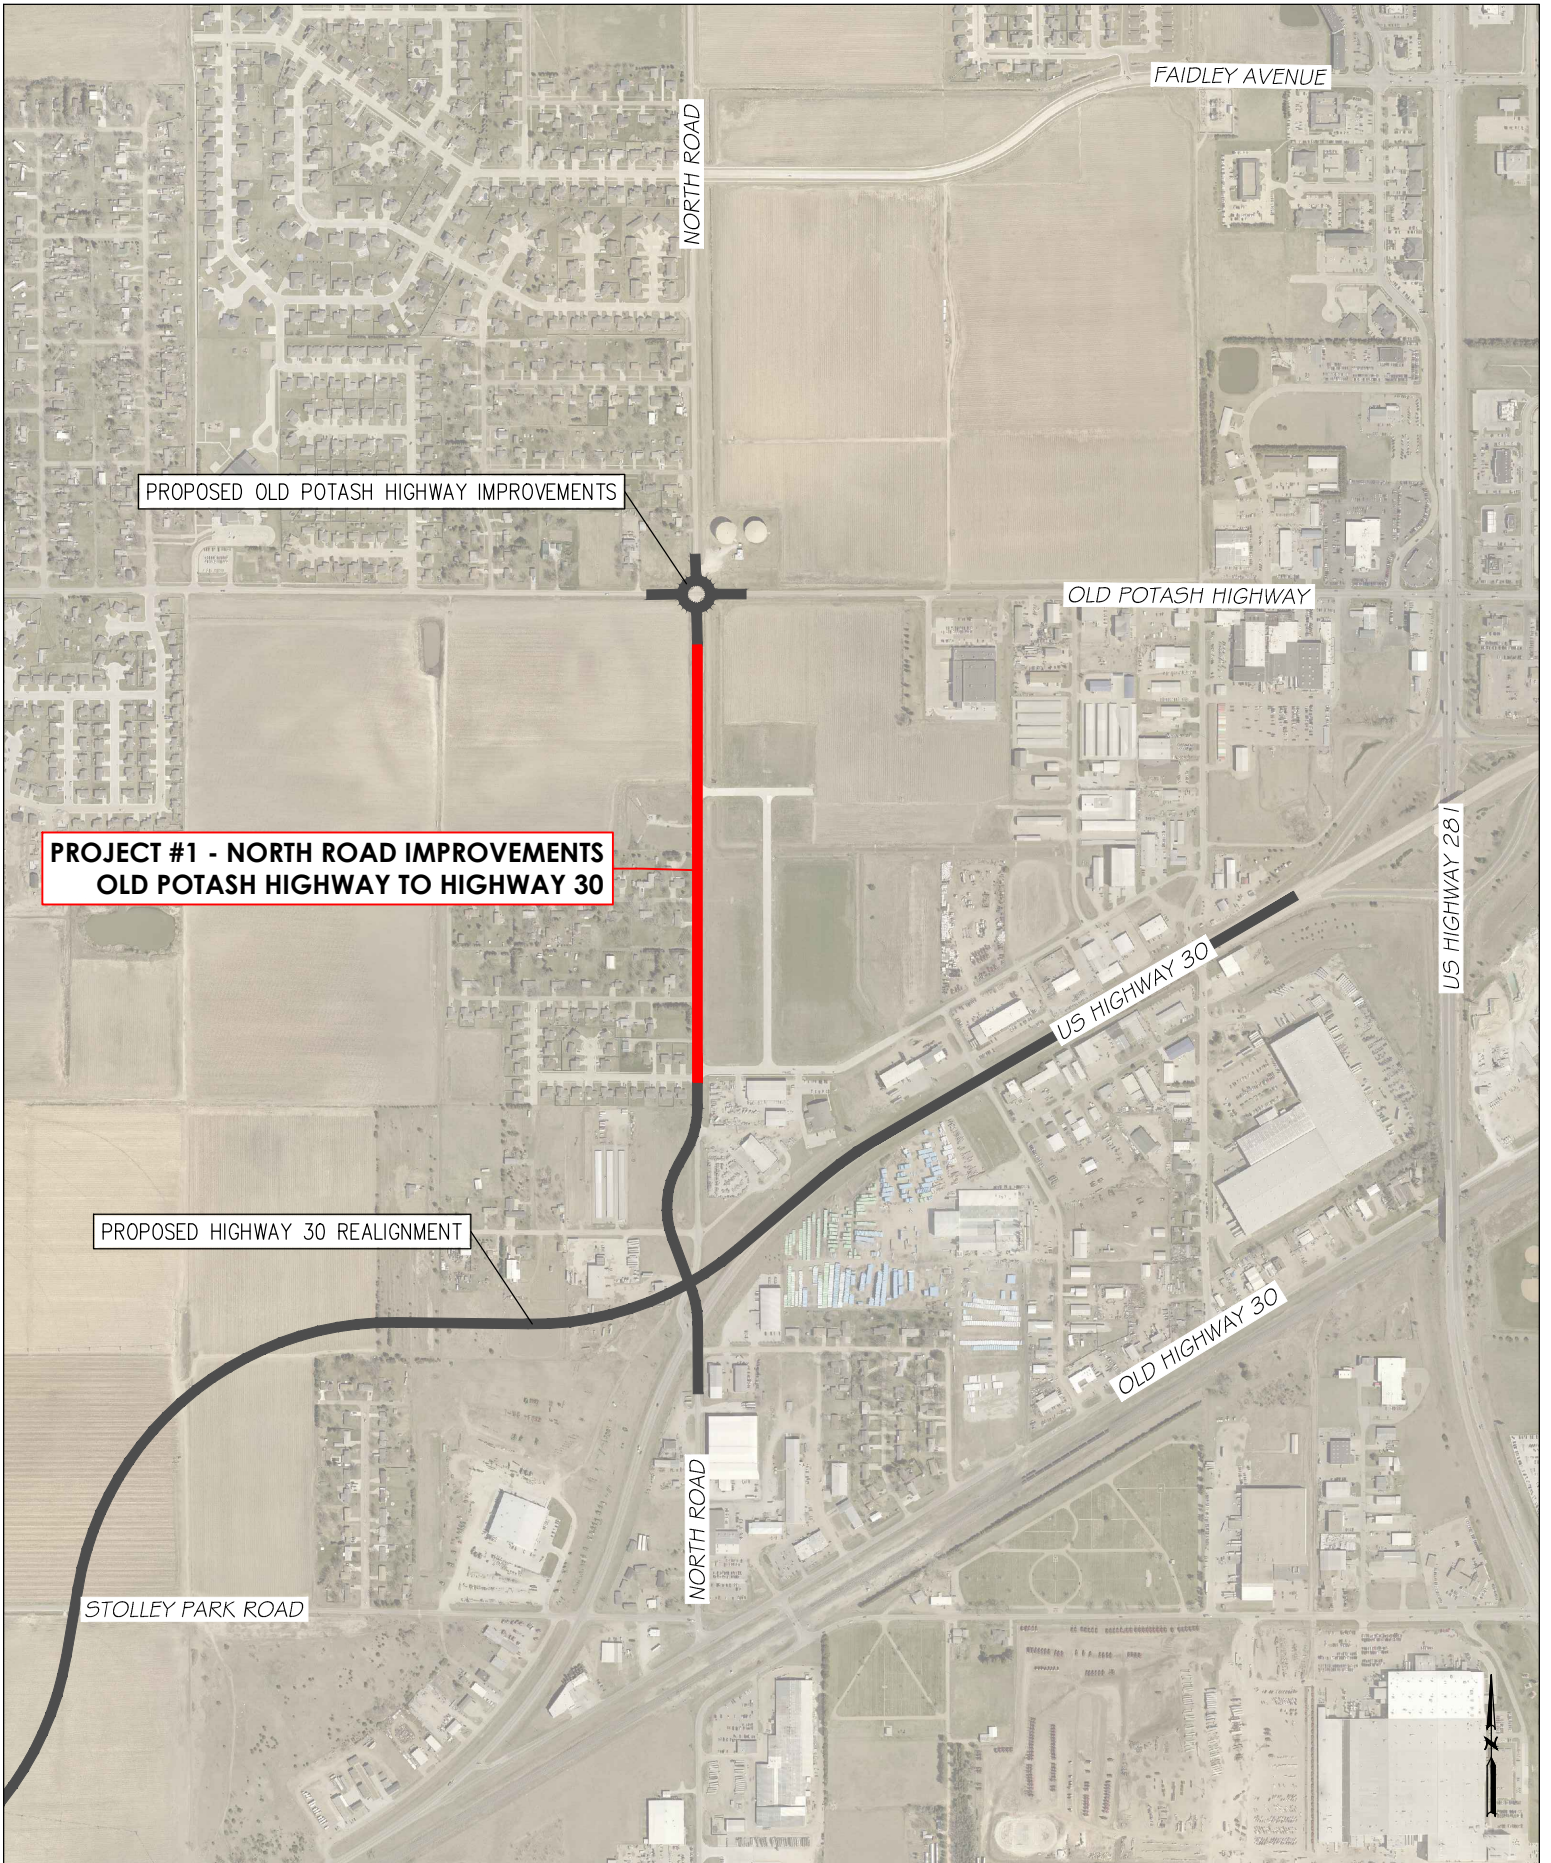 FAIDLEY AVENUE
NORTH ROAD
PROPOSED OLD POTASH HIGHWAY IMPROVEMENTS
OLD POTASH HIGHWAY
PROJECT #1 - NORTH ROAD IMPROVEMENTS
OLD POTASH HIGHWAY TO HIGHWAY 30
US HIGHWAY 281
US HIGHWAY 30
PROPOSED HIGHWAY 30 REALIGNMENT
OLD HIGHWAY 30
NORTH ROAD
STOLLEY PARK ROAD
N